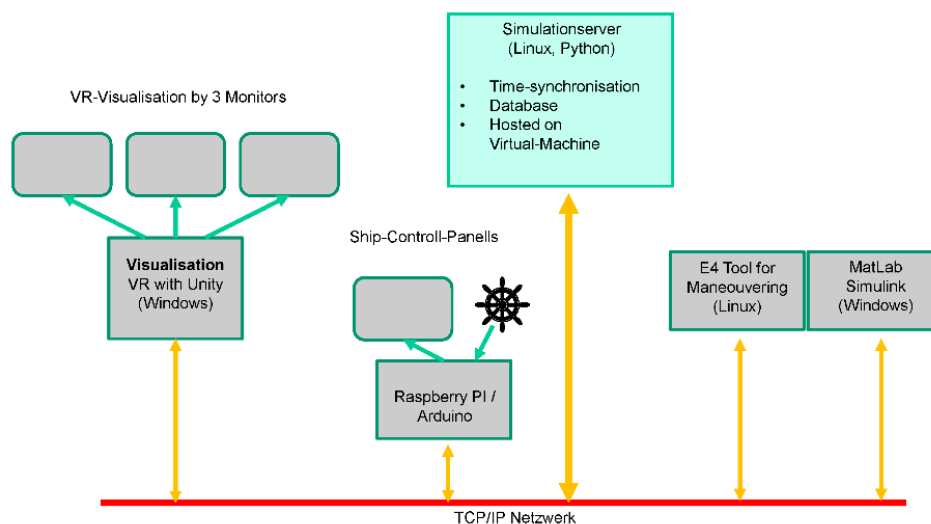 Simulationserver
(Linux, Python)
• Time-synchronisation
• Database
• Hosted on
Virtual-Machine
VR-Visualisation by 3 Monitors
Visualisation
VR with Unity
(Windows)
Ship-Controll-Panells
Raspberry PI /
Arduino
E4 Tool for
Maneouvering
(Linux)
MatLab
Simulink
(Windows)
TCP/IP Netzwerk